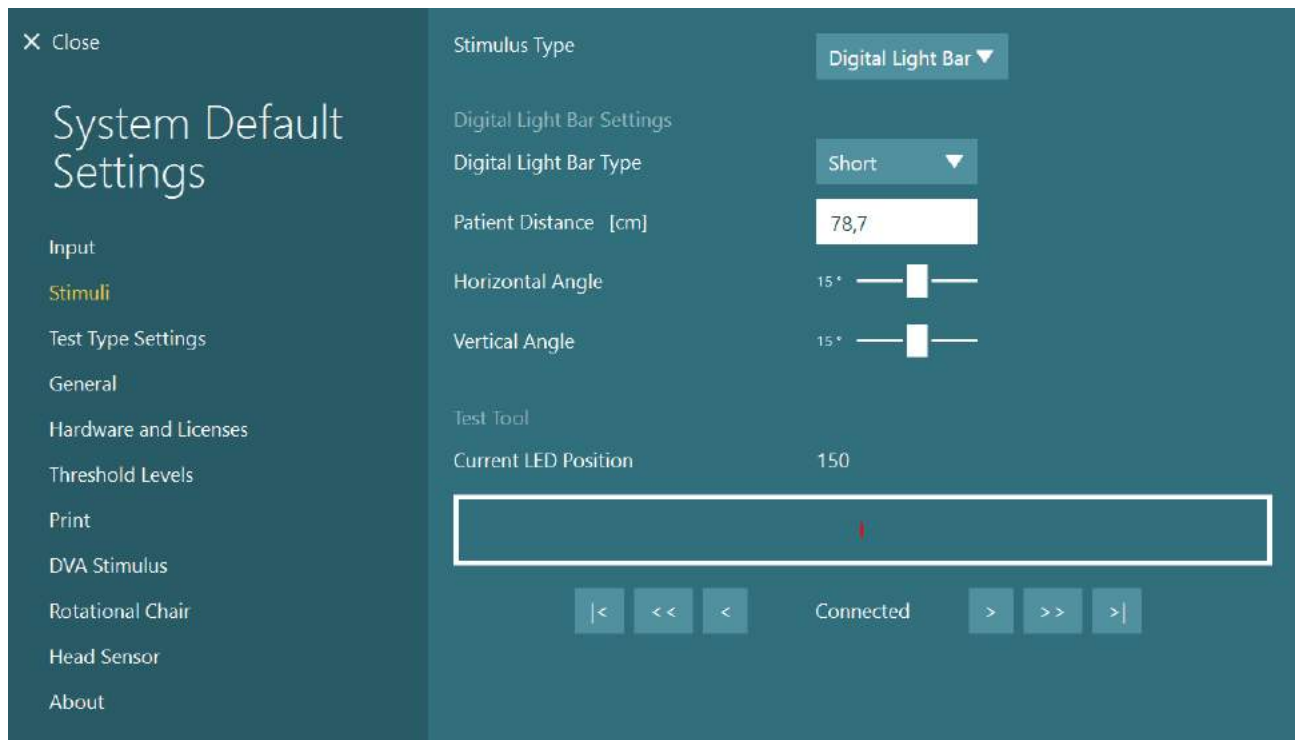 ✕ Close
System Default
Settings
Input
Stimuli
Test Type Settings
General
Hardware and Licenses
Threshold Levels
Print
DVA Stimulus
Rotational Chair
Head Sensor
About
Stimulus Type Digital Light Bar ▼
Digital Light Bar Settings
Digital Light Bar Type Short ▼
Patient Distance [cm] 78,7
Horizontal Angle 15 °
Vertical Angle 15 °
Test Tool
Current LED Position 150
|< << < Connected > >> >|